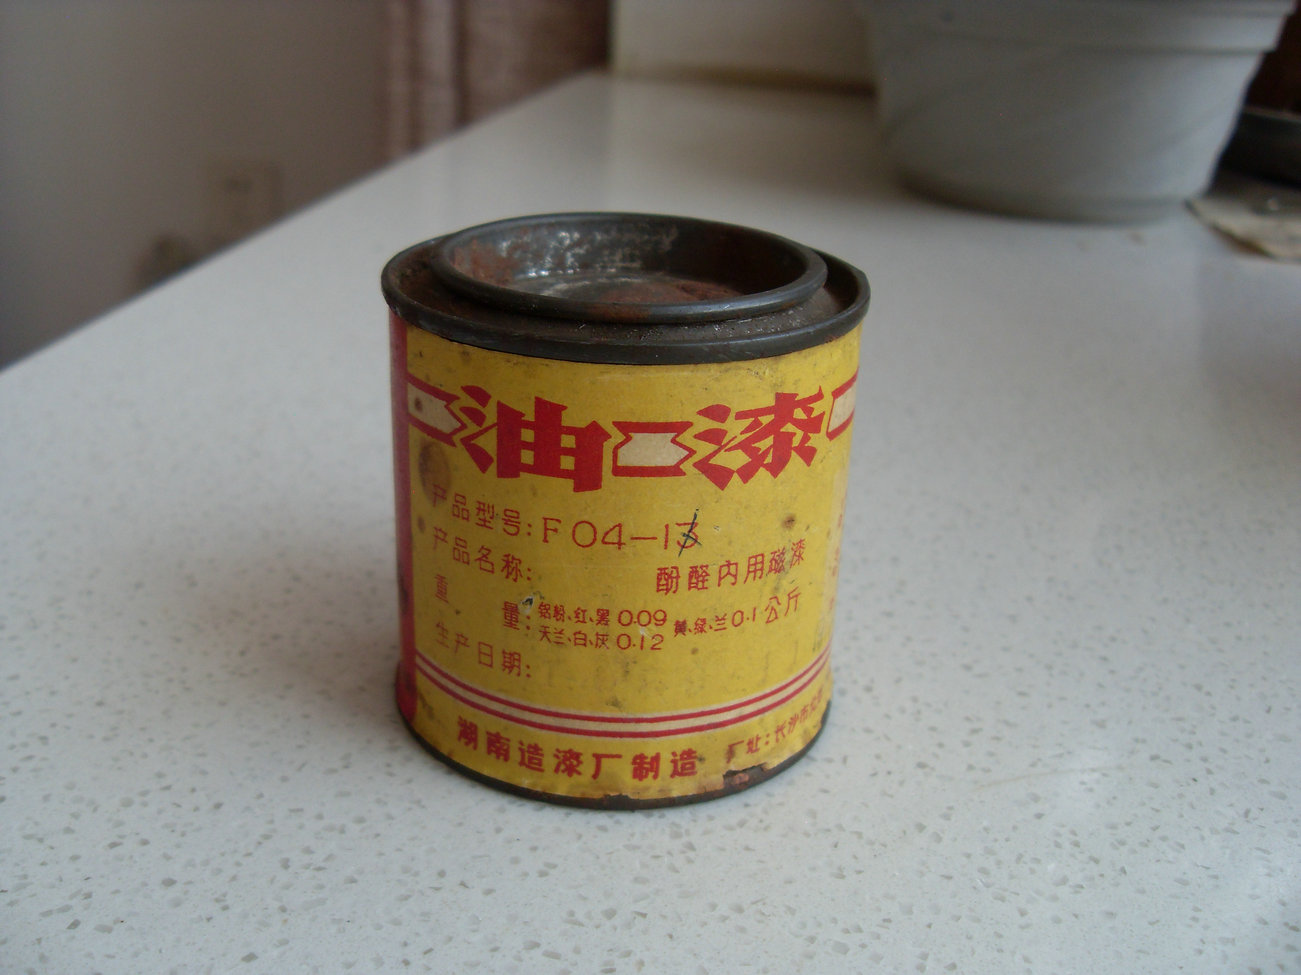 油漆
产品型号: F04-13
产品名称: 酚醛内用磁漆
重量: 铝粉、红、黑 0.09 黄、绿、兰 0.1 公斤
天兰、白、灰 0.12
生产日期:
湖南造漆厂制造 厂址: 长沙市